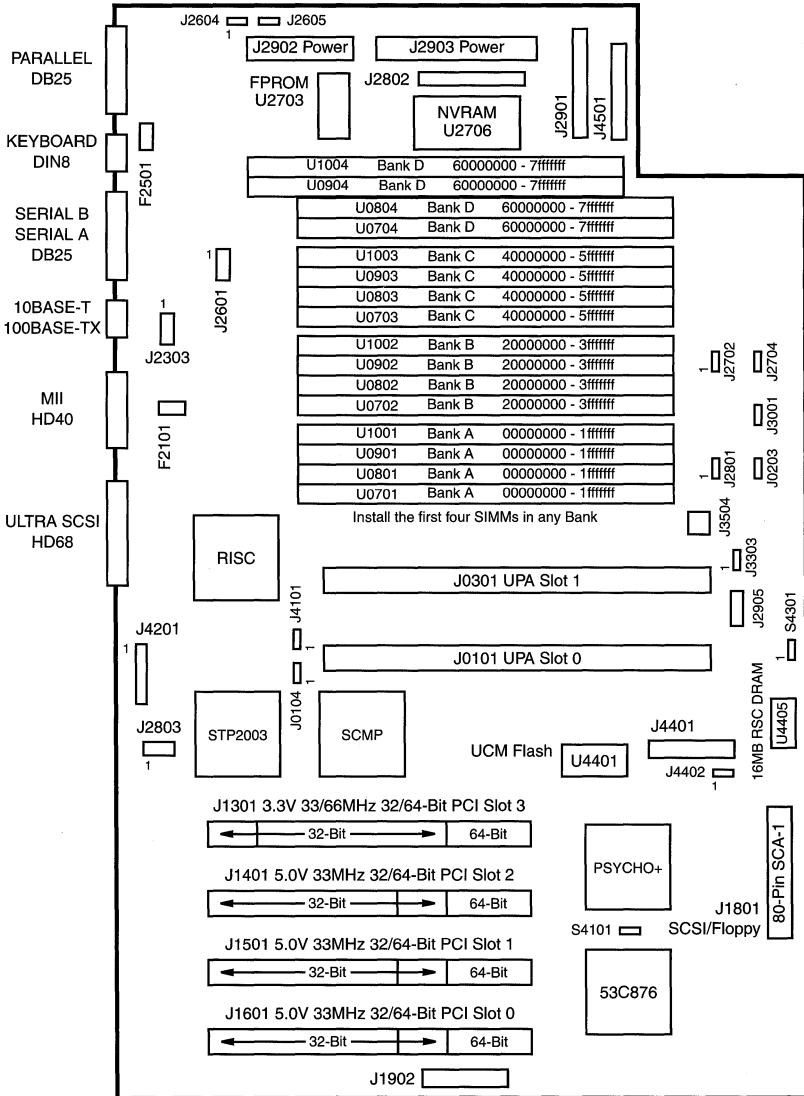 J2604
J2605
1
J2902 Power
J2903 Power
PARALLEL
DB25
FPROM
U2703
J2802
NVRAM
U2706
J2901
J4501
KEYBOARD
DIN8
F2501
U1004 Bank D 60000000 - 7fffffff
U0904 Bank D 60000000 - 7fffffff
U0804 Bank D 60000000 - 7fffffff
U0704 Bank D 60000000 - 7fffffff
SERIAL B
SERIAL A
DB25
1
J2601
U1003 Bank C 40000000 - 5fffffff
U0903 Bank C 40000000 - 5fffffff
U0803 Bank C 40000000 - 5fffffff
U0703 Bank C 40000000 - 5fffffff
10BASE-T
100BASE-TX
1
J2303
U1002 Bank B 20000000 - 3fffffff
U0902 Bank B 20000000 - 3fffffff
U0802 Bank B 20000000 - 3fffffff
U0702 Bank B 20000000 - 3fffffff
1
J2702
J2704
MII
HD40
F2101
J3001
U1001 Bank A 00000000 - 1fffffff
U0901 Bank A 00000000 - 1fffffff
U0801 Bank A 00000000 - 1fffffff
U0701 Bank A 00000000 - 1fffffff
1
J2801
J0203
Install the first four SIMMs in any Bank
ULTRA SCSI
HD68
RISC
J3504
1
J3303
J0301 UPA Slot 1
J2905
S4301
1
J4101
1
J4201
1
J0101 UPA Slot 0
J0104
1
J2803
1
STP2003
SCMP
UCM Flash
U4401
J4401
J4402
1
16MB RSC DRAM
U4405
J1301 3.3V 33/66MHz 32/64-Bit PCI Slot 3
32-Bit
64-Bit
J1401 5.0V 33MHz 32/64-Bit PCI Slot 2
32-Bit
64-Bit
PSYCHO+
J1801
SCSI/Floppy
80-Pin SCA-1
S4101
J1501 5.0V 33MHz 32/64-Bit PCI Slot 1
32-Bit
64-Bit
53C876
J1601 5.0V 33MHz 32/64-Bit PCI Slot 0
32-Bit
64-Bit
J1902